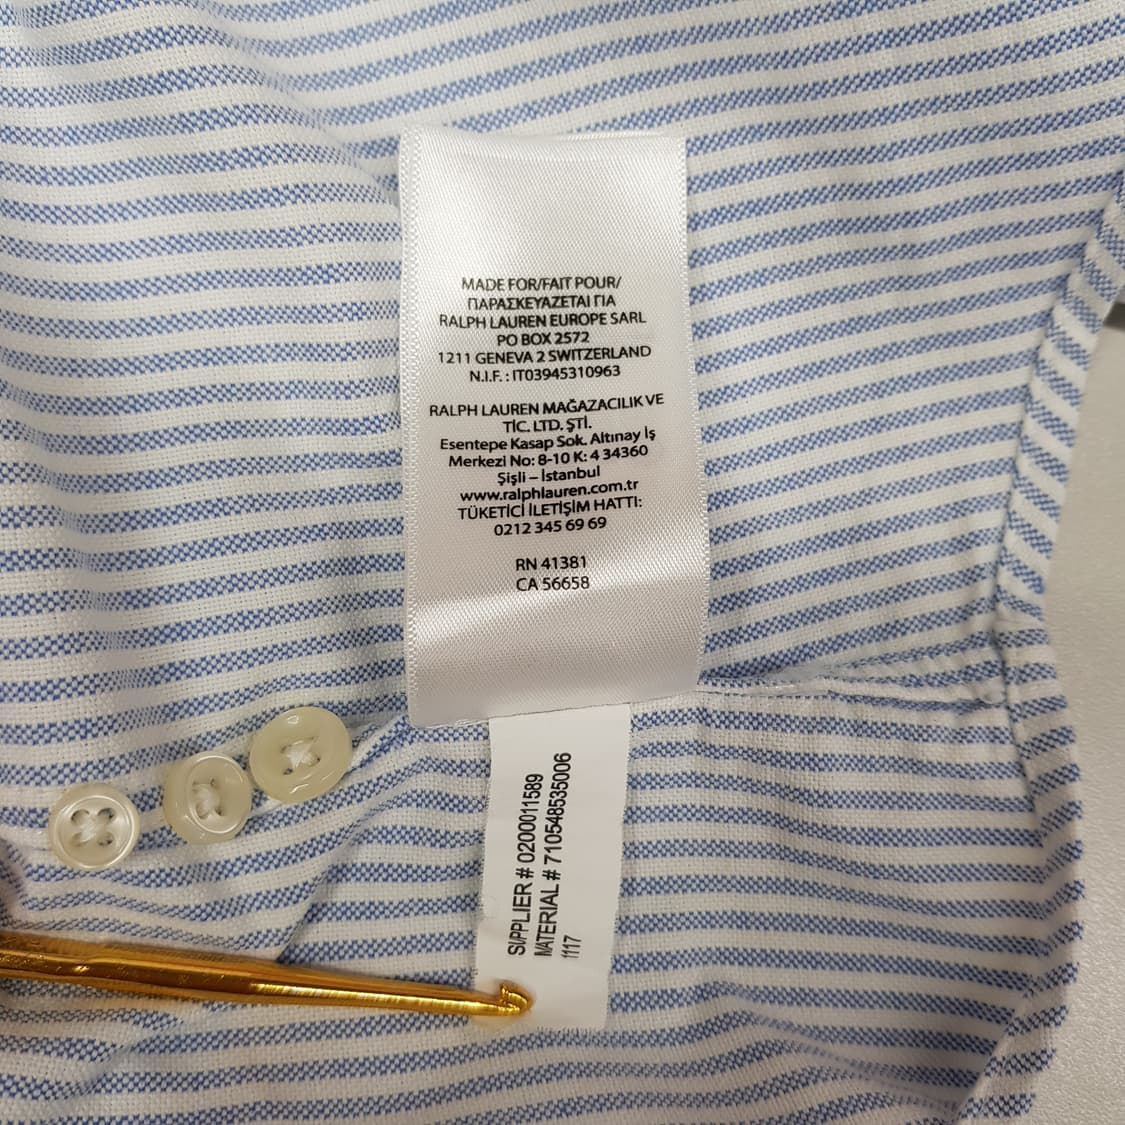 MADE FOR/FAIT POUR/
ΠΑΡΑΣΚΕΥΑΖΕΤΑΙ ΓΙΑ
RALPH LAUREN EUROPE SARL
PO BOX 2572
1211 GENEVA 2 SWITZERLAND
N.I.F. : IT03945310963
RALPH LAUREN MAĞAZACILIK VE
TİC. LTD. ŞTİ.
Esentepe Kasap Sok. Altınay İş
Merkezi No: 8-10 K: 4 34360
Şişli – İstanbul
www.ralphlauren.com.tr
TÜKETİCİ İLETİŞİM HATTI:
0212 345 69 69
RN 41381
CA 56658
SUPPLIER # 0200011589
MATERIAL # 710548535006
1117